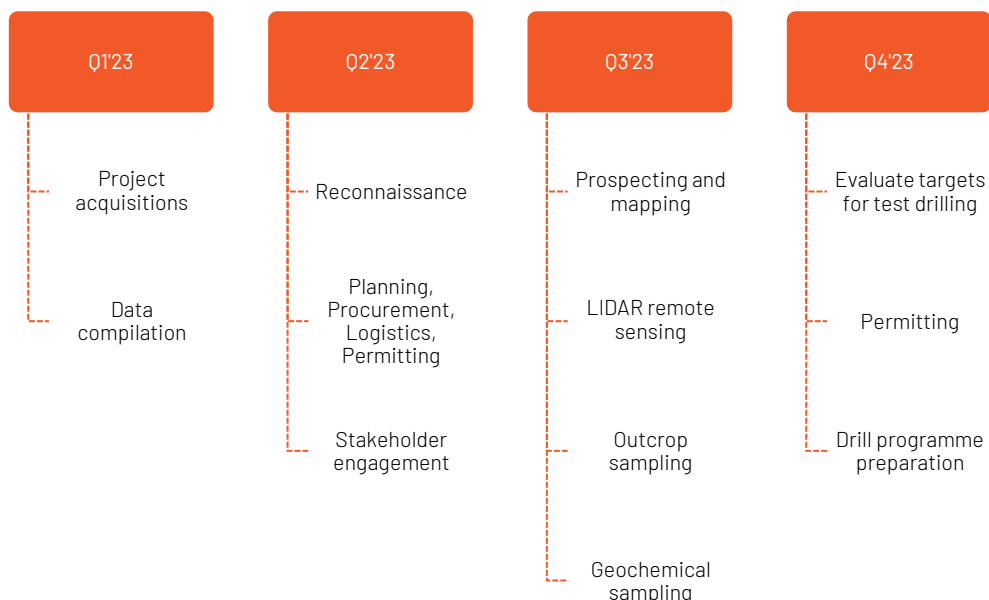 Q1'23
Project
acquisitions
Data
compilation
Q2'23
Reconnaissance
Planning,
Procurement,
Logistics,
Permitting
Stakeholder
engagement
Q3'23
Prospecting and
mapping
LIDAR remote
sensing
Outcrop
sampling
Geochemical
sampling
Q4'23
Evaluate targets
for test drilling
Permitting
Drill programme
preparation